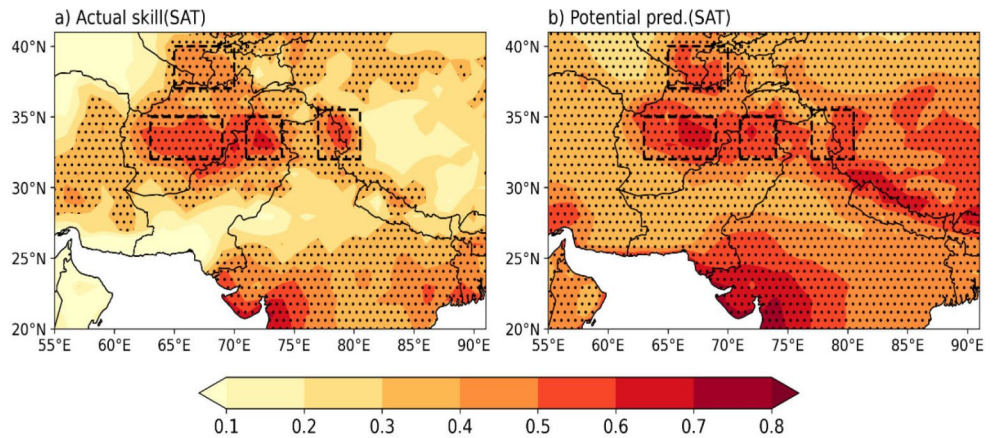 a) Actual skill(SAT)
b) Potential pred.(SAT)
40°N
35°N
30°N
25°N
20°N
55°E 60°E 65°E 70°E 75°E 80°E 85°E 90°E
40°N
35°N
30°N
25°N
20°N
55°E 60°E 65°E 70°E 75°E 80°E 85°E 90°E
0.1 0.2 0.3 0.4 0.5 0.6 0.7 0.8